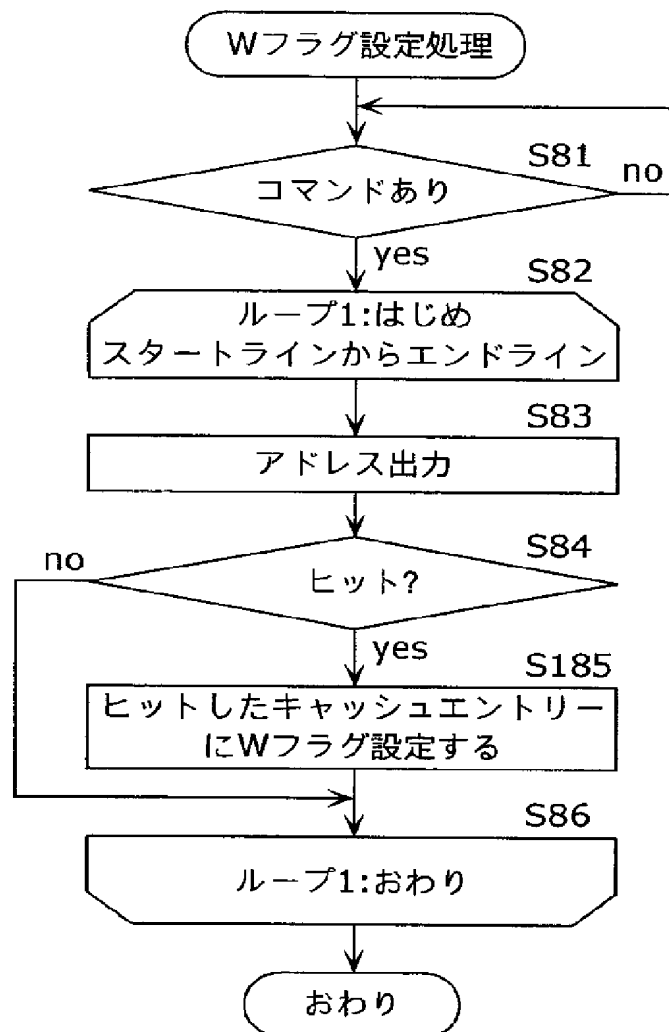 Wフラグ設定処理
S81
コマンドあり
no
yes
S82
ループ1:はじめ
スタートラインからエンドライン
S83
アドレス出力
S84
no
ヒット?
yes
S185
ヒットしたキャッシュエントリー
にWフラグ設定する
S86
ループ1:おわり
おわり